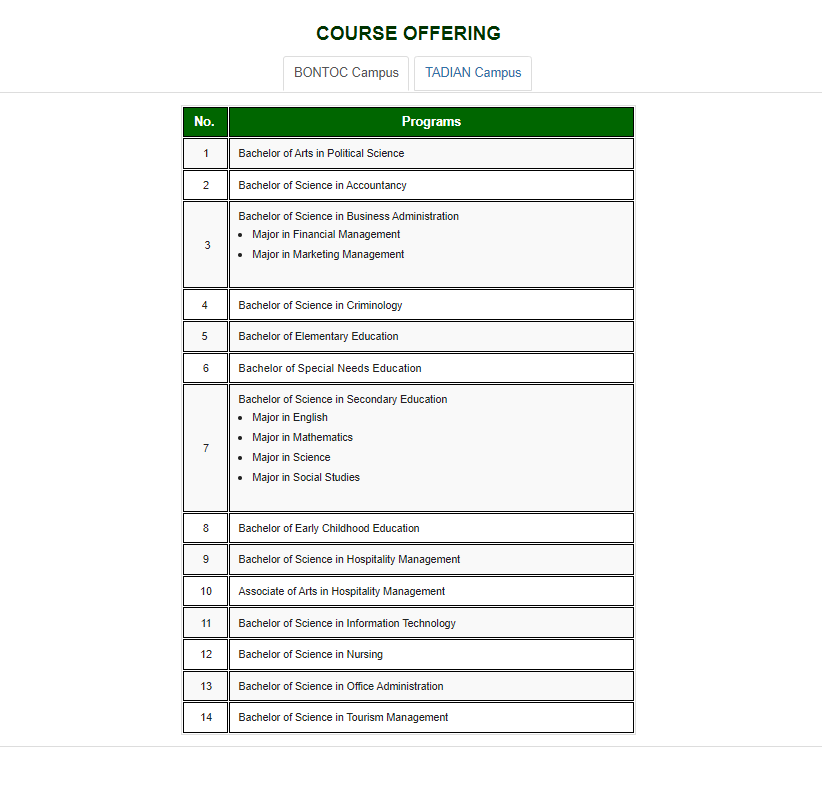 COURSE OFFERING
BONTOC Campus TADIAN Campus
No. Programs
1 Bachelor of Arts in Political Science
2 Bachelor of Science in Accountancy
3 Bachelor of Science in Business Administration
• Major in Financial Management
• Major in Marketing Management
4 Bachelor of Science in Criminology
5 Bachelor of Elementary Education
6 Bachelor of Special Needs Education
7 Bachelor of Science in Secondary Education
• Major in English
• Major in Mathematics
• Major in Science
• Major in Social Studies
8 Bachelor of Early Childhood Education
9 Bachelor of Science in Hospitality Management
10 Associate of Arts in Hospitality Management
11 Bachelor of Science in Information Technology
12 Bachelor of Science in Nursing
13 Bachelor of Science in Office Administration
14 Bachelor of Science in Tourism Management